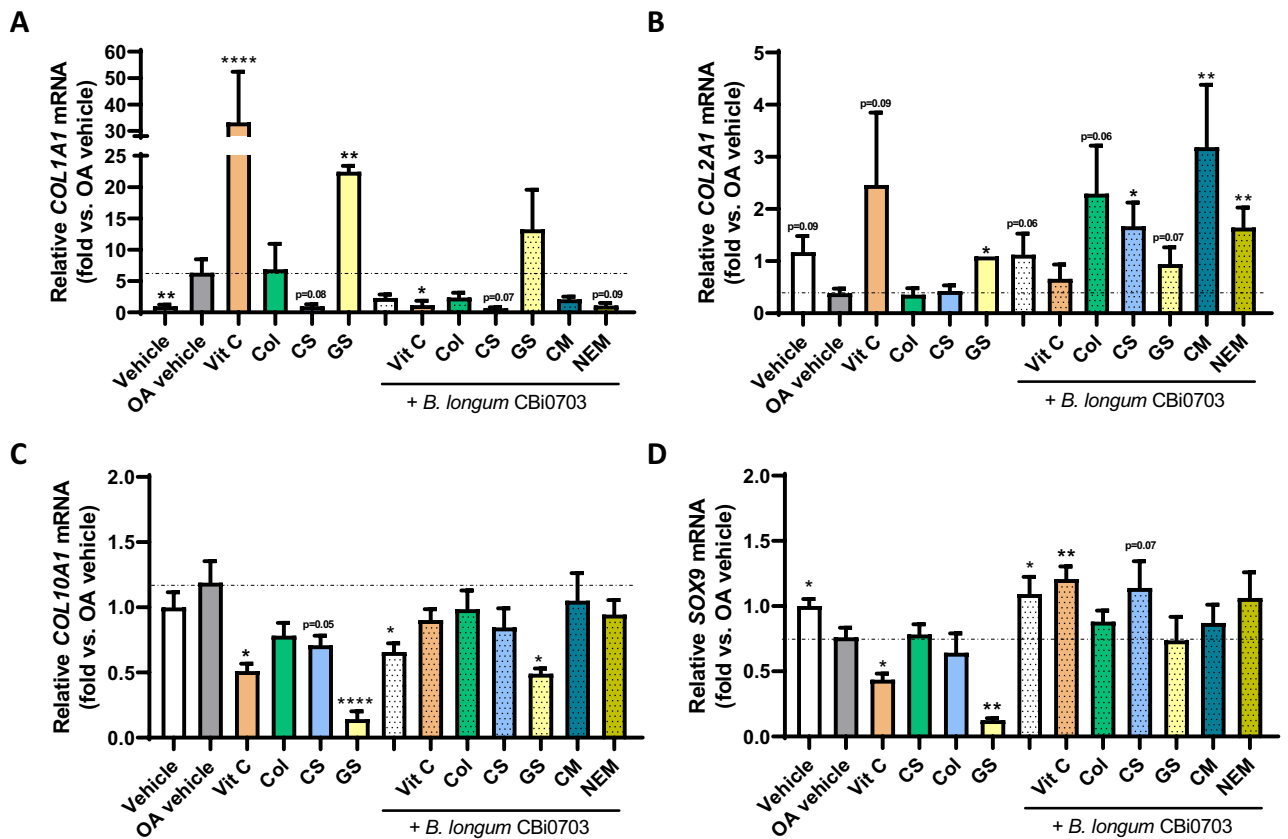 A
Relative COL1A1 mRNA
(fold vs. OA vehicle)
60
50
40
30
25
20
15
10
5
0
**
****
p=0.08
**
*
p=0.07
p=0.09
Vehicle
OA vehicle
Vit C
Col
CS
GS
Vit C
Col
CS
GS
CM
NEM
+ B. longum CBi0703
B
Relative COL2A1 mRNA
(fold vs. OA vehicle)
5
4
3
2
1
0
p=0.09
p=0.09
*
p=0.06
p=0.06
*
p=0.07
**
**
Vehicle
OA vehicle
Vit C
Col
CS
GS
Vit C
Col
CS
GS
CM
NEM
+ B. longum CBi0703
C
Relative COL10A1 mRNA
(fold vs. OA vehicle)
2.0
1.5
1.0
0.5
0.0
*
p=0.05
****
*
*
Vehicle
OA vehicle
Vit C
Col
CS
GS
Vit C
Col
CS
GS
CM
NEM
+ B. longum CBi0703
D
Relative SOX9 mRNA
(fold vs. OA vehicle)
2.0
1.5
1.0
0.5
0.0
*
*
**
*
**
p=0.07
Vehicle
OA vehicle
Vit C
CS
Col
GS
Vit C
Col
CS
GS
CM
NEM
+ B. longum CBi0703